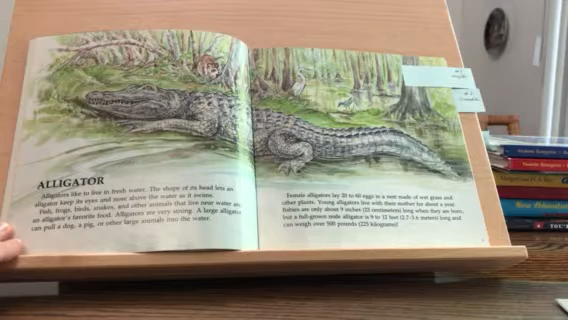 ALLIGATOR
Alligators like to live in fresh water. The shape of its head lets an
alligator keep its eyes and nose above the water as it swims.
Fish, frogs, birds, snakes, and other animals that live near water are
an alligator's favorite food. Alligators are very strong. A large alligator
can pull a dog, a pig, or other large animals into the water.
Female alligators lay 20 to 60 eggs in a nest made of wet grass and
other plants. Young alligators live with their mother for about a year.
Babies are only about 9 inches (23 centimeters) long when they are born,
but a full-grown male alligator is 9 to 12 feet (2.7-3.6 meters) long and
can weigh over 500 pounds (225 kilograms)!